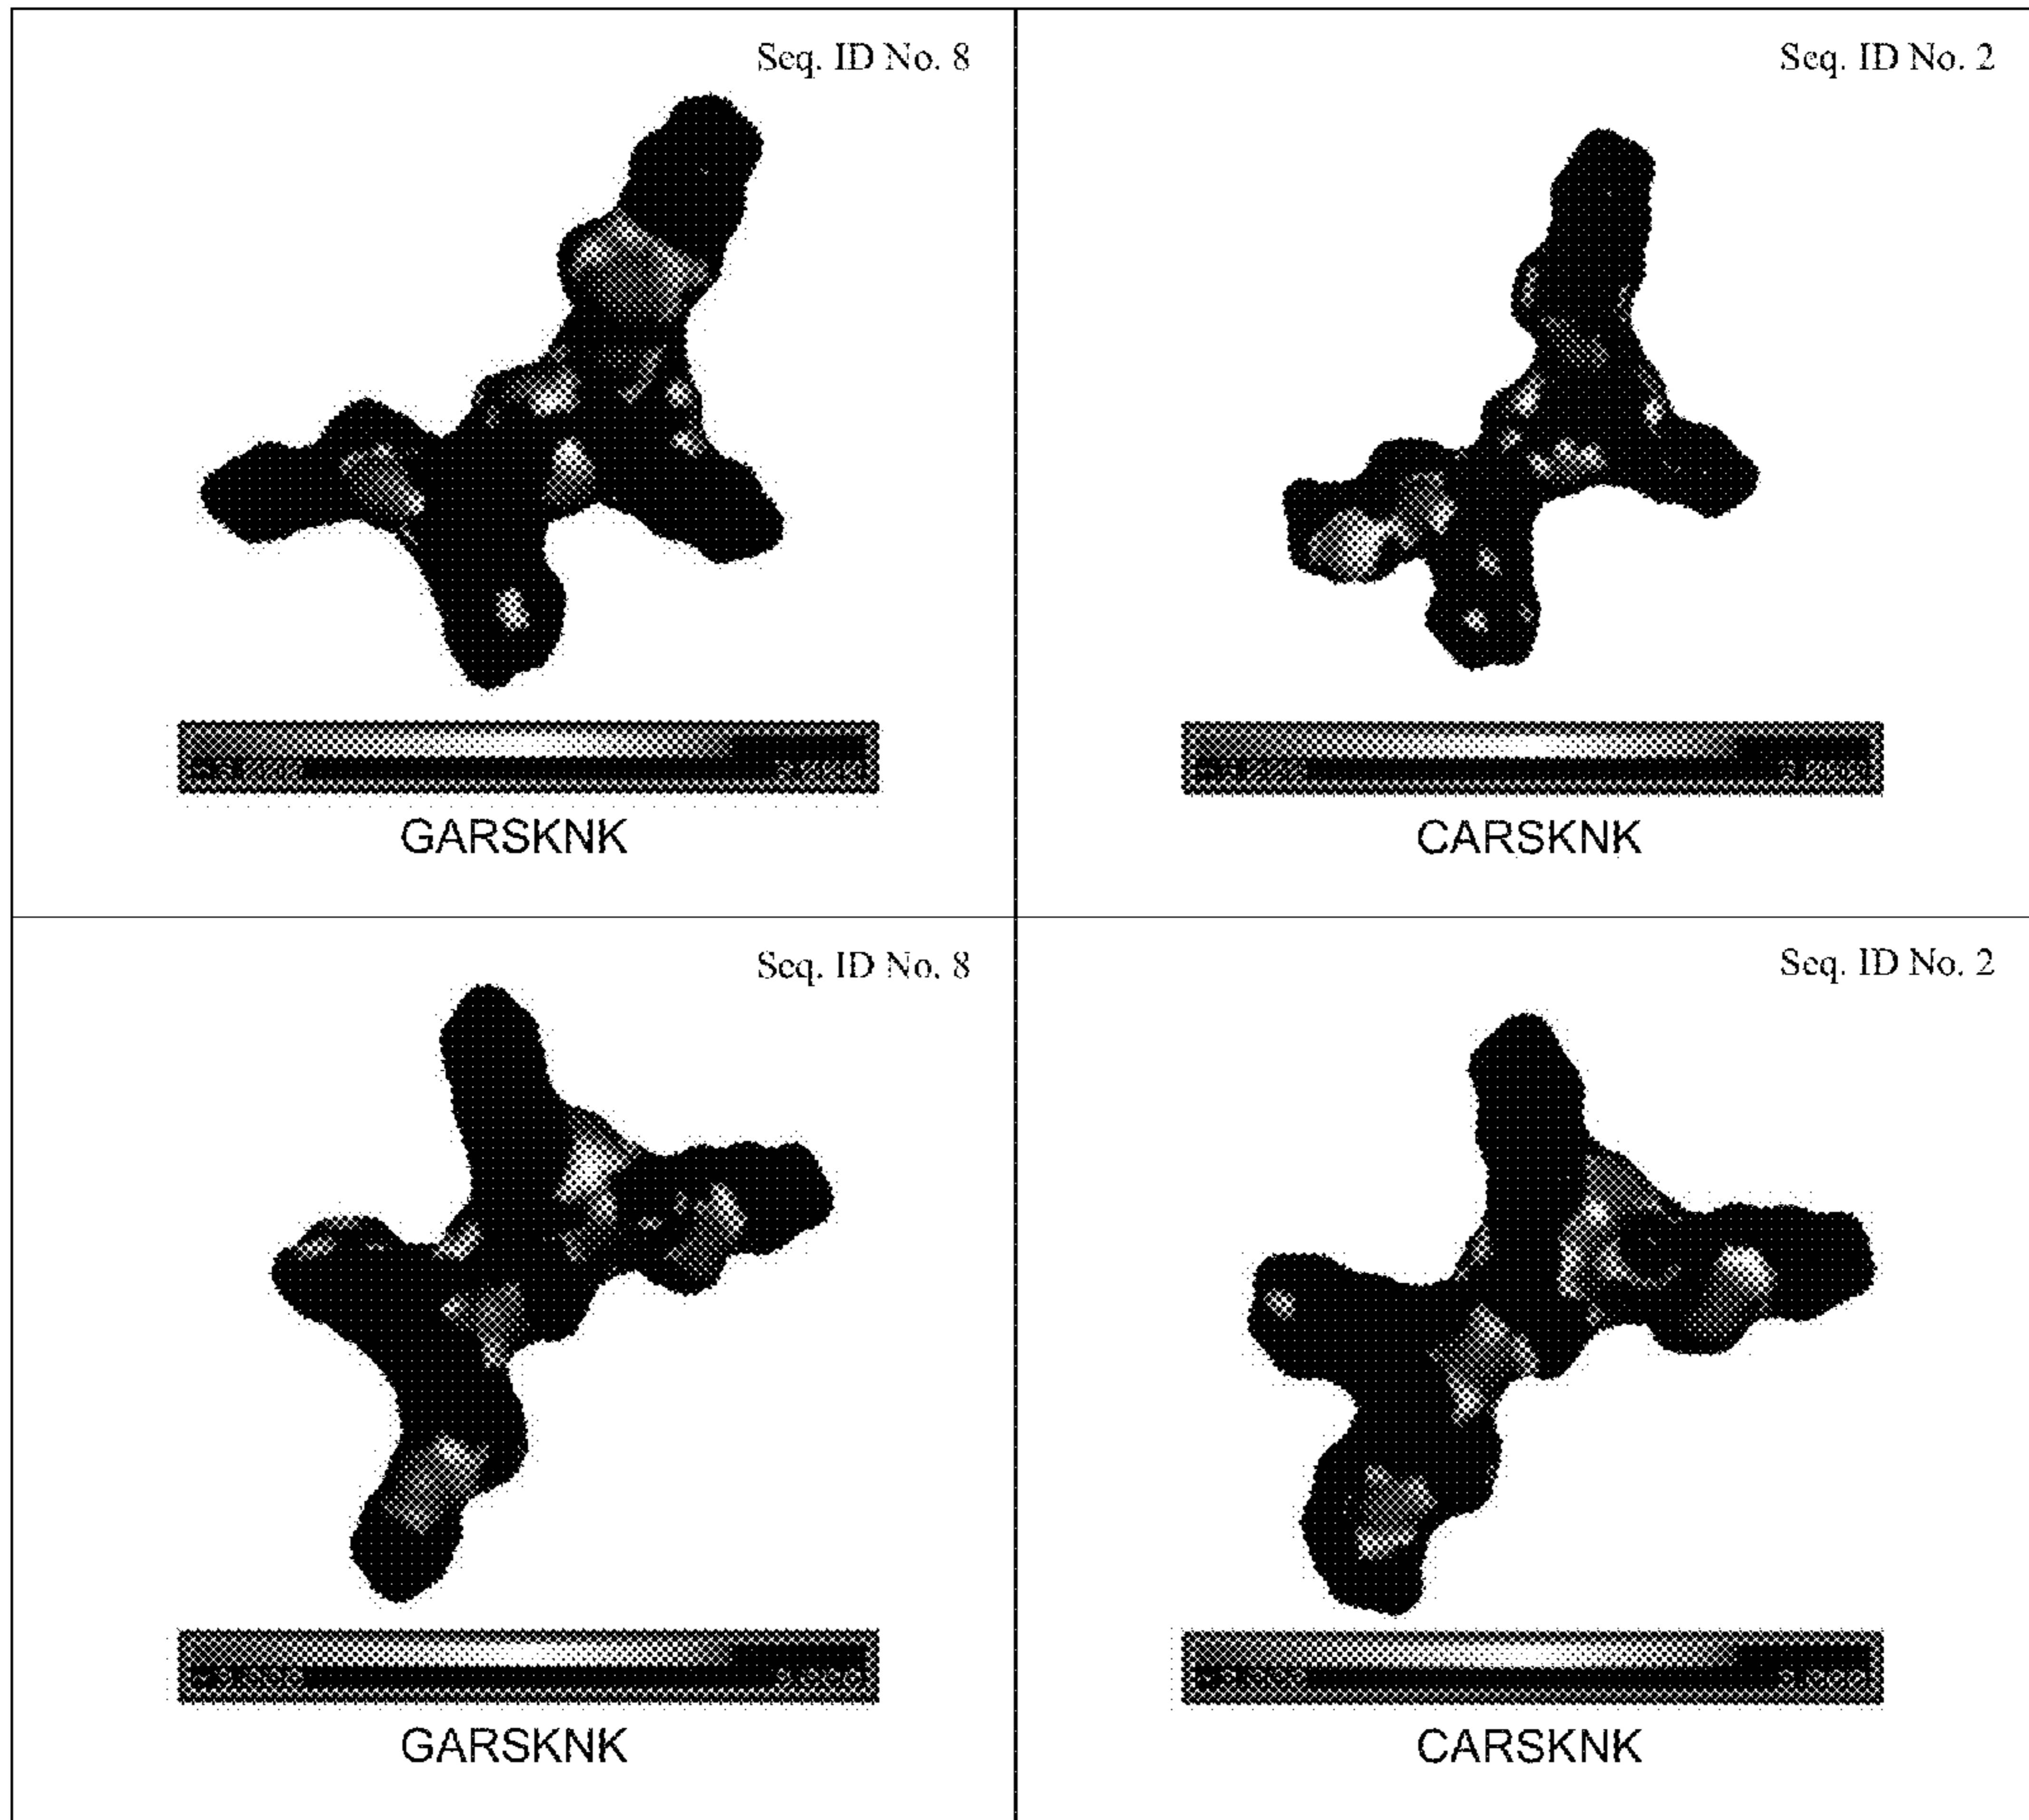 Seq. ID No. 8
Seq. ID No. 2
GARSKNK
CARSKNK
Seq. ID No. 8
Seq. ID No. 2
GARSKNK
CARSKNK